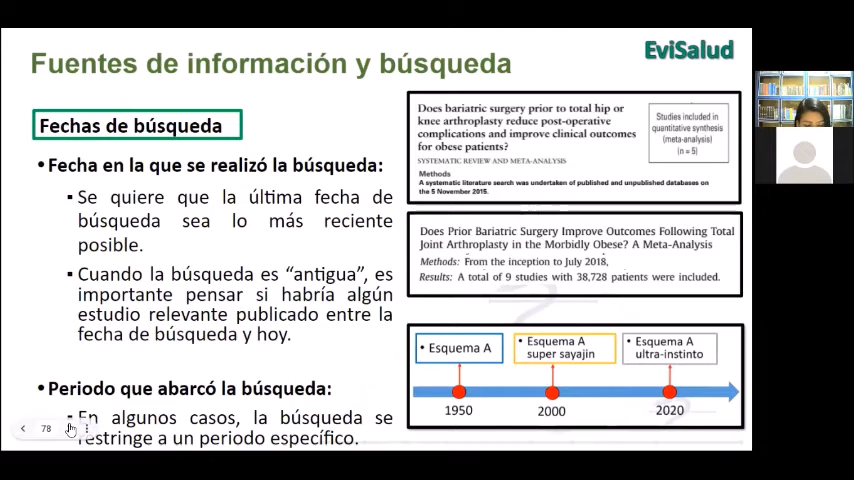 Fuentes de información y búsqueda
EviSalud
Fechas de búsqueda
• Fecha en la que se realizó la búsqueda:
▪ Se quiere que la última fecha de
búsqueda sea lo más reciente
posible.
▪ Cuando la búsqueda es “antigua”, es
importante pensar si habría algún
estudio relevante publicado entre la
fecha de búsqueda y hoy.
• Periodo que abarcó la búsqueda:
▪ En algunos casos, la búsqueda se
restringe a un periodo específico.
78
Does bariatric surgery prior to total hip or
knee arthroplasty reduce post-operative
complications and improve clinical outcomes
for obese patients?
SYSTEMATIC REVIEW AND META-ANALYSIS
Methods
A systematic literature search was undertaken of published and unpublished databases on
the 5 November 2015.
Studies included in
quantitative synthesis
(meta-analysis)
(n = 5)
Does Prior Bariatric Surgery Improve Outcomes Following Total
Joint Arthroplasty in the Morbidly Obese? A Meta-Analysis
Methods: From the inception to July 2018,
Results: A total of 9 studies with 38,728 patients were included.
• Esquema A
• Esquema A
super sayajin
• Esquema A
ultra-instinto
1950
2000
2020